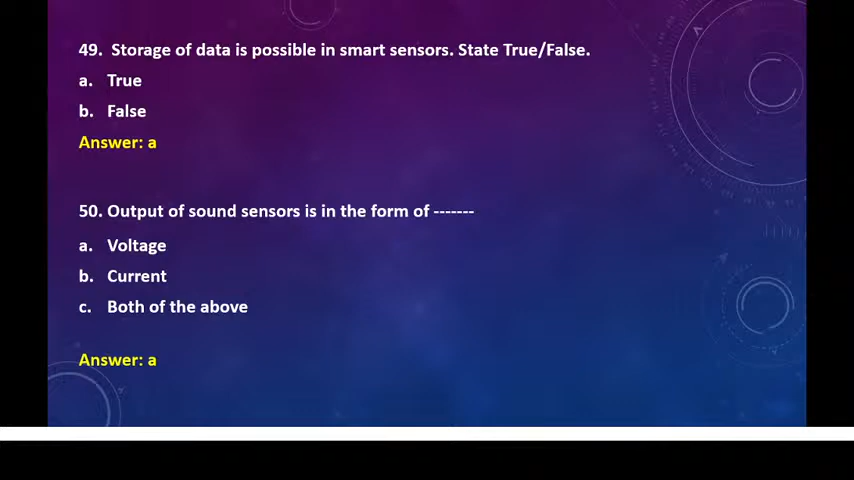 49. Storage of data is possible in smart sensors. State True/False.
a. True
b. False
Answer: a
50. Output of sound sensors is in the form of -------
a. Voltage
b. Current
c. Both of the above
Answer: a